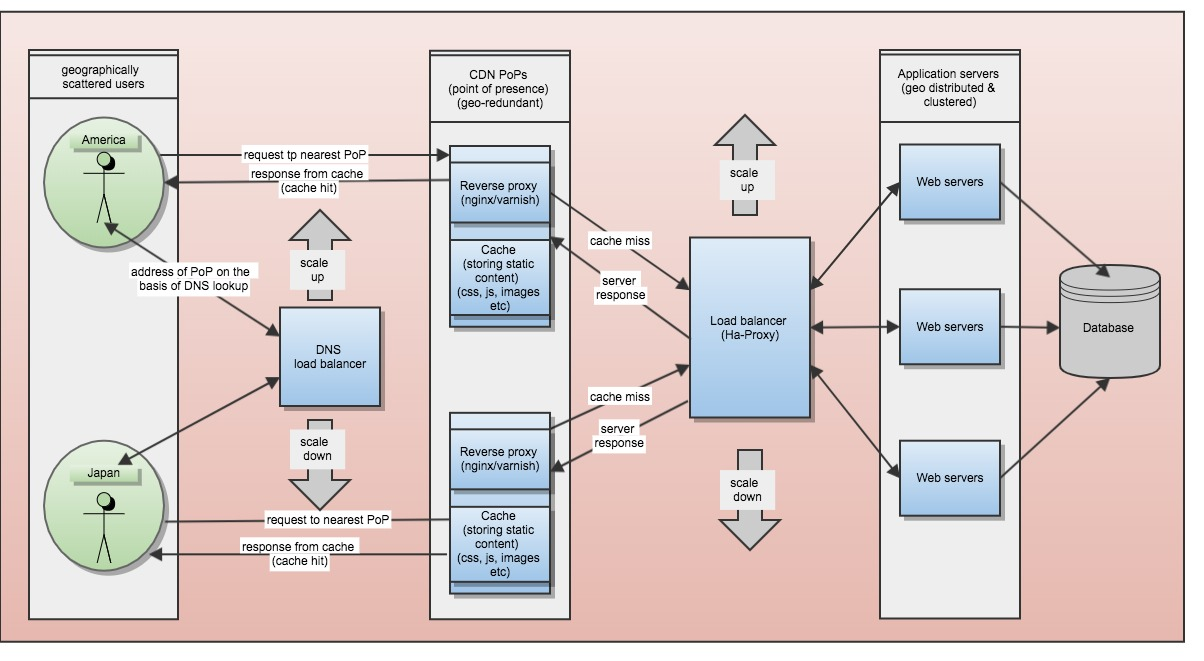 geographically
scattered users
America
Japan
request tp nearest PoP
response from cache
(cache hit)
address of PoP on the
basis of DNS lookup
scale
up
DNS
load balancer
scale
down
request to nearest PoP
response from cache
(cache hit)
CDN PoPs
(point of presence)
(geo-redundant)
Reverse proxy
(nginx/varnish)
Cache
(storing static
content)
(css, js, images
etc)
Reverse proxy
(nginx/varnish)
Cache
(storing static
content)
(css, js, images
etc)
cache miss
server
response
cache miss
server
response
scale
up
Load balancer
(Ha-Proxy)
scale
down
Application servers
(geo distributed &
clustered)
Web servers
Web servers
Web servers
Database